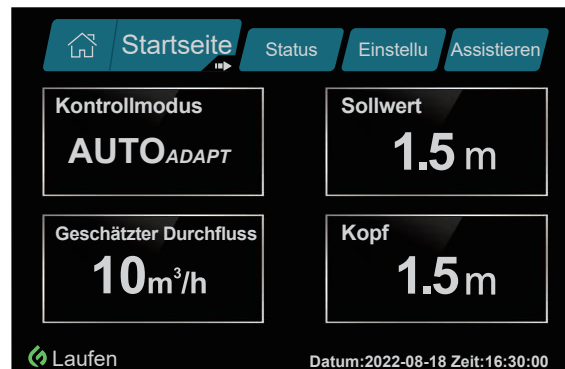 Startseite
Status
Einstellu
Assistieren
Kontrollmodus
AUTOADAPT
Sollwert
1.5 m
Geschätzter Durchfluss
10m³/h
Kopf
1.5 m
Laufen
Datum:2022-08-18 Zeit:16:30:00